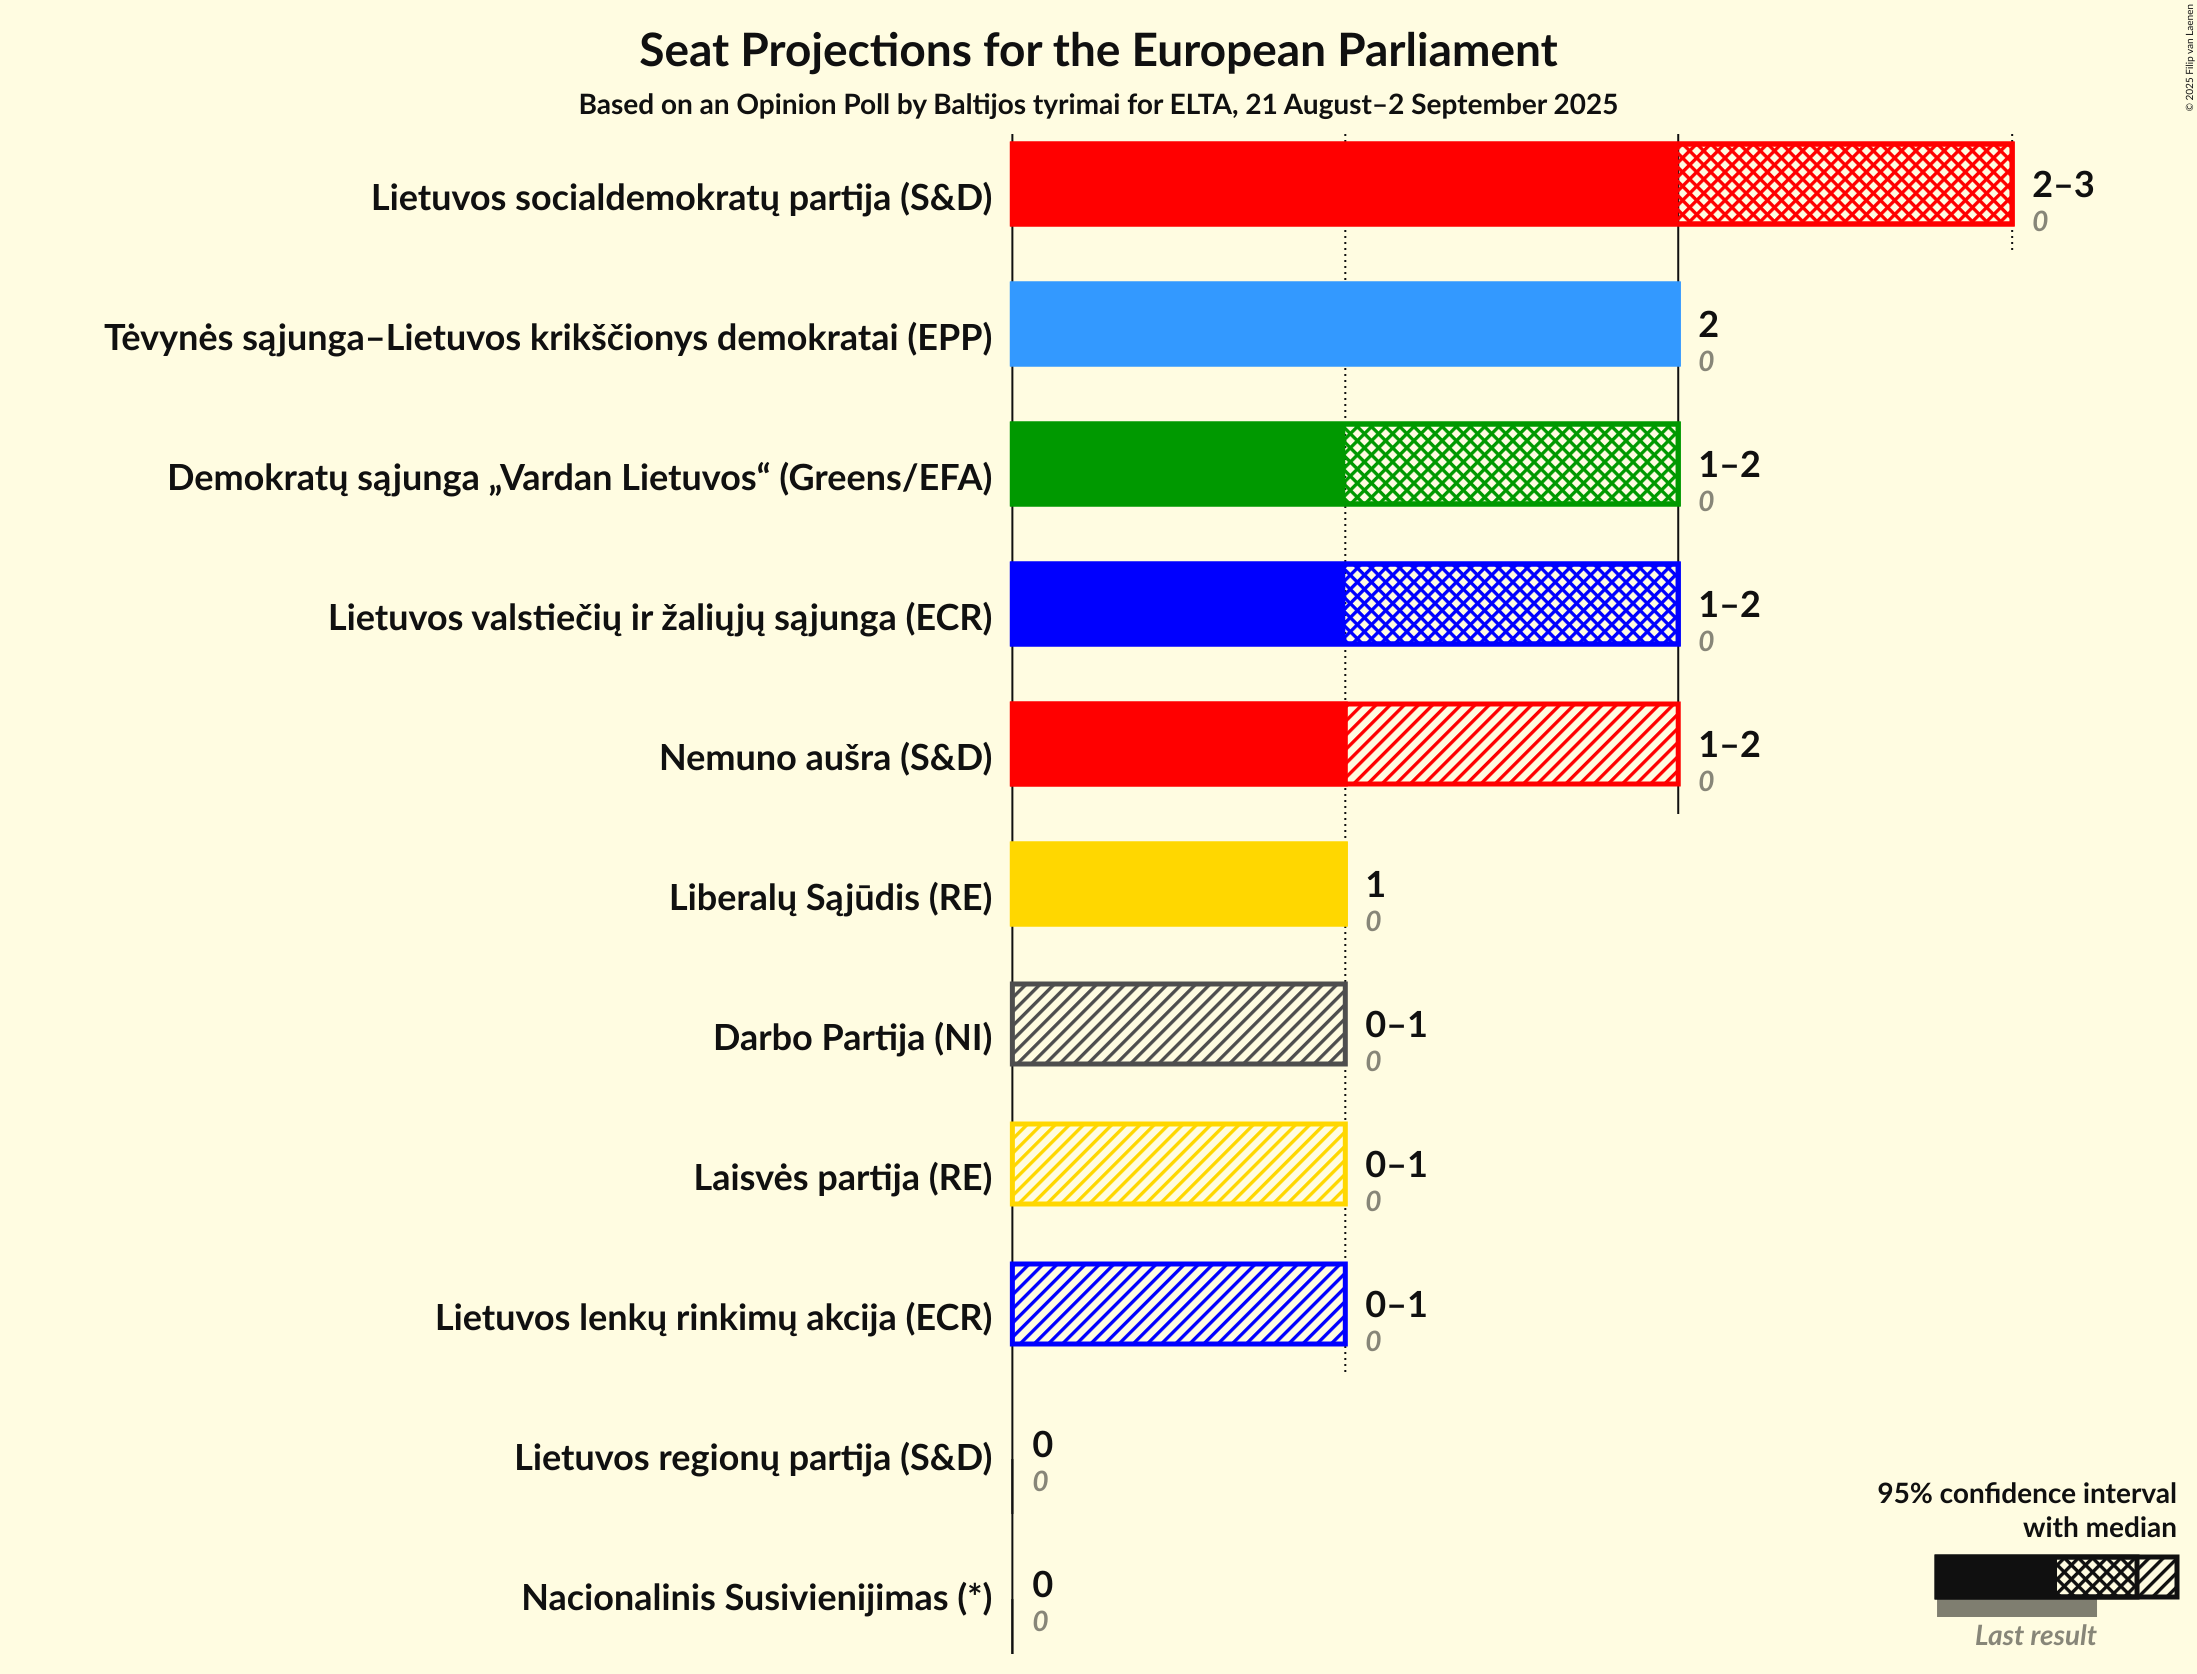 Seat Projections for the European Parliament
Based on an Opinion Poll by Baltijos tyrimai for ELTA, 21 August–2 September 2025
© 2025 Filip van Laenen
Lietuvos socialdemokratų partija (S&D)
2–3
0
Tėvynės sąjunga–Lietuvos krikščionys demokratai (EPP)
2
0
Demokratų sąjunga „Vardan Lietuvos“ (Greens/EFA)
1–2
0
Lietuvos valstiečių ir žaliųjų sąjunga (ECR)
1–2
0
Nemuno aušra (S&D)
1–2
0
Liberalų Sąjūdis (RE)
1
0
Darbo Partija (NI)
0–1
0
Laisvės partija (RE)
0–1
0
Lietuvos lenkų rinkimų akcija (ECR)
0–1
0
Lietuvos regionų partija (S&D)
0
0
Nacionalinis Susivienijimas (*)
0
0
95% confidence interval
with median
Last result